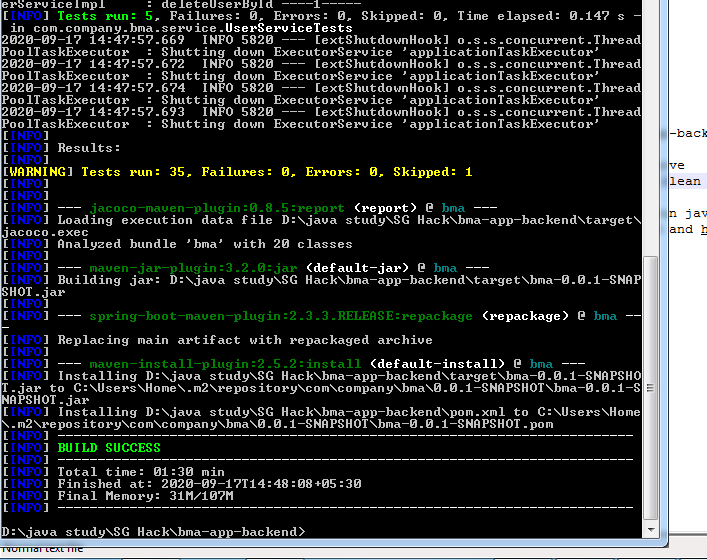 erServiceImpl    : deleteUserById ----1-----
[INFO] Tests run: 5, Failures: 0, Errors: 0, Skipped: 0, Time elapsed: 0.147 s -
 in com.company.bma.service.UserServiceTests
2020-09-17 14:47:57.669  INFO 5820 --- [extShutdownHook] o.s.s.concurrent.Thread
PoolTaskExecutor  : Shutting down ExecutorService 'applicationTaskExecutor'
2020-09-17 14:47:57.672  INFO 5820 --- [extShutdownHook] o.s.s.concurrent.Thread
PoolTaskExecutor  : Shutting down ExecutorService 'applicationTaskExecutor'
2020-09-17 14:47:57.674  INFO 5820 --- [extShutdownHook] o.s.s.concurrent.Thread
PoolTaskExecutor  : Shutting down ExecutorService 'applicationTaskExecutor'
2020-09-17 14:47:57.693  INFO 5820 --- [extShutdownHook] o.s.s.concurrent.Thread
PoolTaskExecutor  : Shutting down ExecutorService 'applicationTaskExecutor'
[INFO]
[INFO] Results:
[INFO]
[WARNING] Tests run: 35, Failures: 0, Errors: 0, Skipped: 1
[INFO]
[INFO]
[INFO] --- jacoco-maven-plugin:0.8.5:report (report) @ bma ---
[INFO] Loading execution data file D:\java study\SG Hack\bma-app-backend\target\
jacoco.exec
[INFO] Analyzed bundle 'bma' with 20 classes
[INFO]
[INFO] --- maven-jar-plugin:3.2.0:jar (default-jar) @ bma ---
[INFO] Building jar: D:\java study\SG Hack\bma-app-backend\target\bma-0.0.1-SNAP
SHOT.jar
[INFO]
[INFO] --- spring-boot-maven-plugin:2.3.3.RELEASE:repackage (repackage) @ bma --
-
[INFO] Replacing main artifact with repackaged archive
[INFO]
[INFO] --- maven-install-plugin:2.5.2:install (default-install) @ bma ---
[INFO] Installing D:\java study\SG Hack\bma-app-backend\target\bma-0.0.1-SNAPSHO
T.jar to C:\Users\Home\.m2\repository\com\company\bma\0.0.1-SNAPSHOT\bma-0.0.1-S
NAPSHOT.jar
[INFO] Installing D:\java study\SG Hack\bma-app-backend\pom.xml to C:\Users\Home
\.m2\repository\com\company\bma\0.0.1-SNAPSHOT\bma-0.0.1-SNAPSHOT.pom
[INFO] ------------------------------------------------------------------------
[INFO] BUILD SUCCESS
[INFO] ------------------------------------------------------------------------
[INFO] Total time: 01:30 min
[INFO] Finished at: 2020-09-17T14:48:08+05:30
[INFO] Final Memory: 31M/107M
[INFO] ------------------------------------------------------------------------
D:\java study\SG Hack\bma-app-backend>
-back
ve
lean
n jav
and h
Normal text file